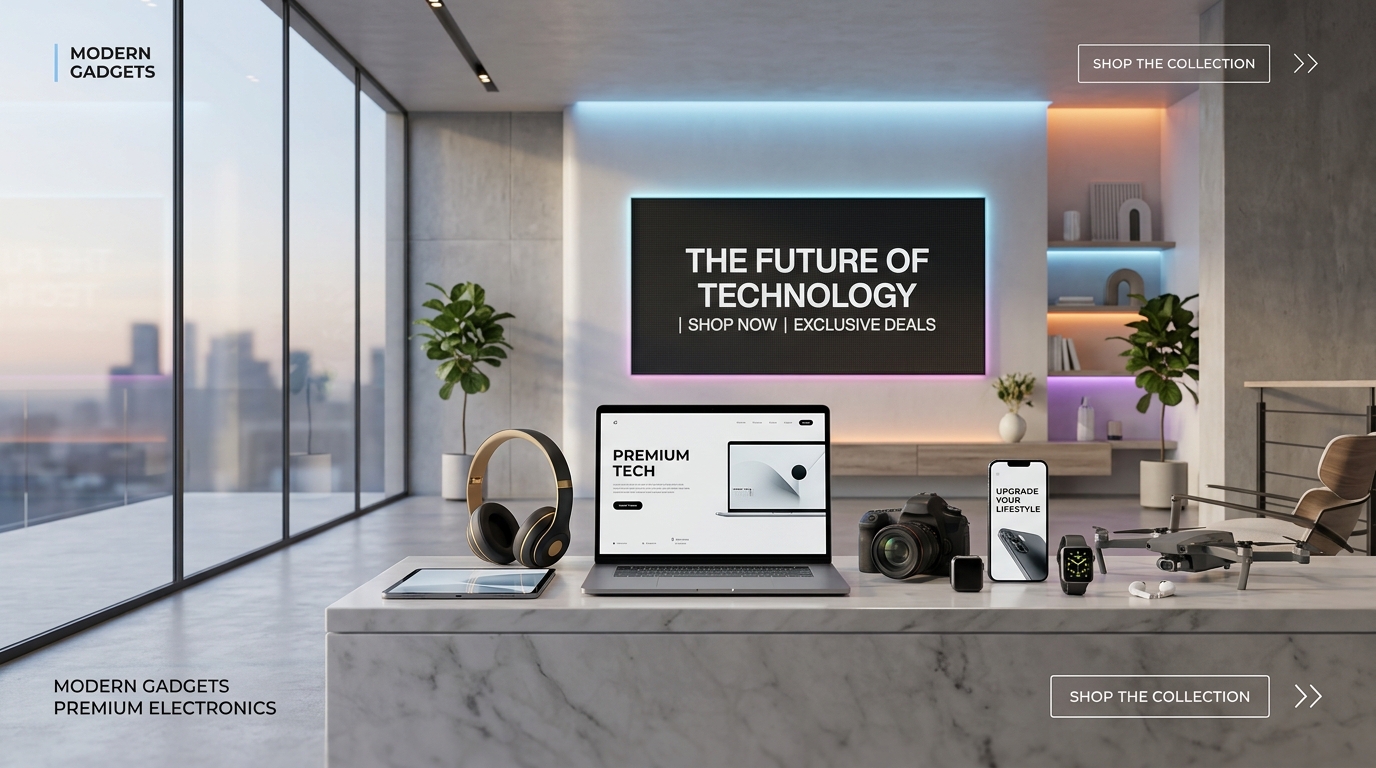 MODERN
GADGETS
SHOP THE COLLECTION
THE FUTURE OF
TECHNOLOGY
| SHOP NOW | EXCLUSIVE DEALS
PREMIUM
TECH
UPGRADE
YOUR
LIFESTYLE
MODERN GADGETS
PREMIUM ELECTRONICS
SHOP THE COLLECTION